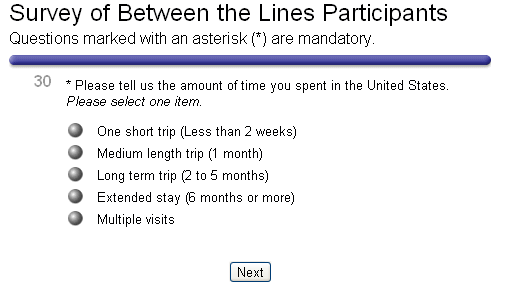 Survey of Between the Lines Participants
Questions marked with an asterisk (*) are mandatory.
30 * Please tell us the amount of time you spent in the United States.
Please select one item.
One short trip (Less than 2 weeks)
Medium length trip (1 month)
Long term trip (2 to 5 months)
Extended stay (6 months or more)
Multiple visits
Next